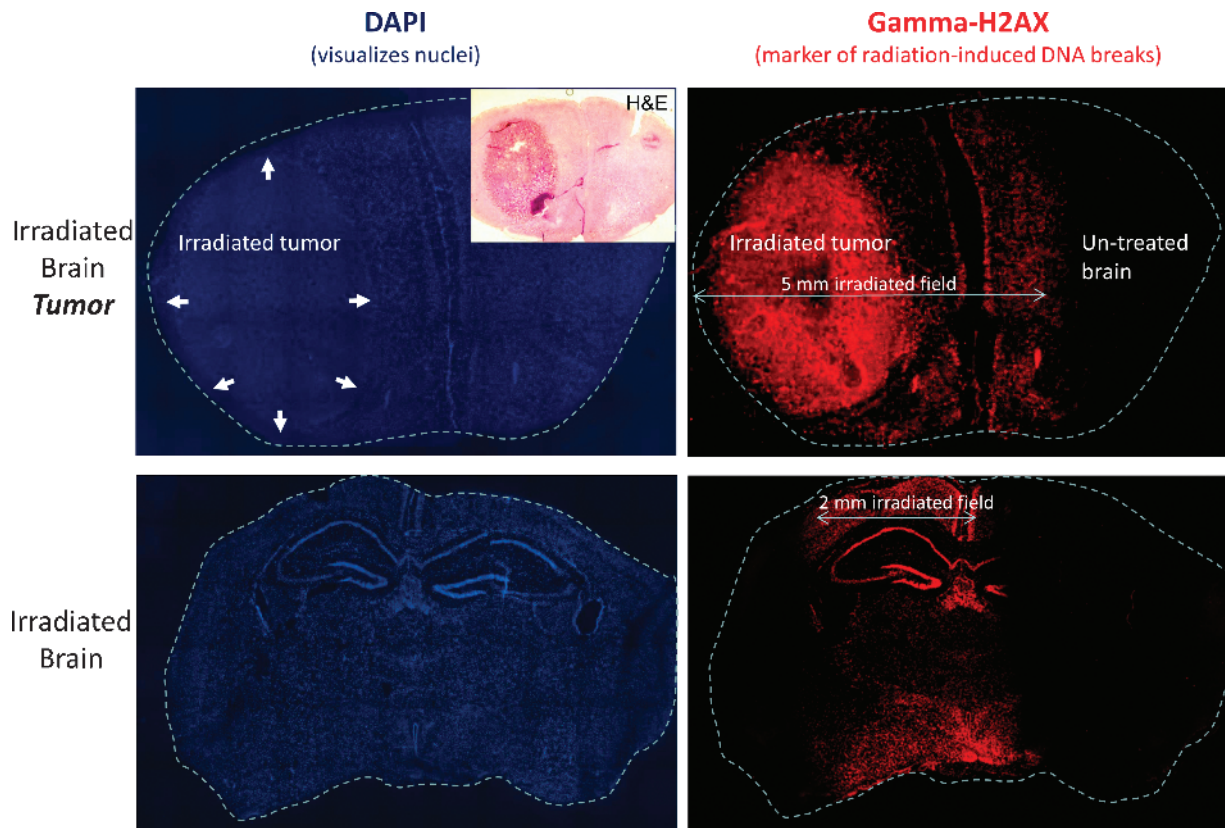 DAPI
(visualizes nuclei)
Gamma-H2AX
(marker of radiation-induced DNA breaks)
H&E
Irradiated
Brain
Tumor
Irradiated tumor
Irradiated tumor
5 mm irradiated field
Un-treated
brain
Irradiated
Brain
2 mm irradiated field